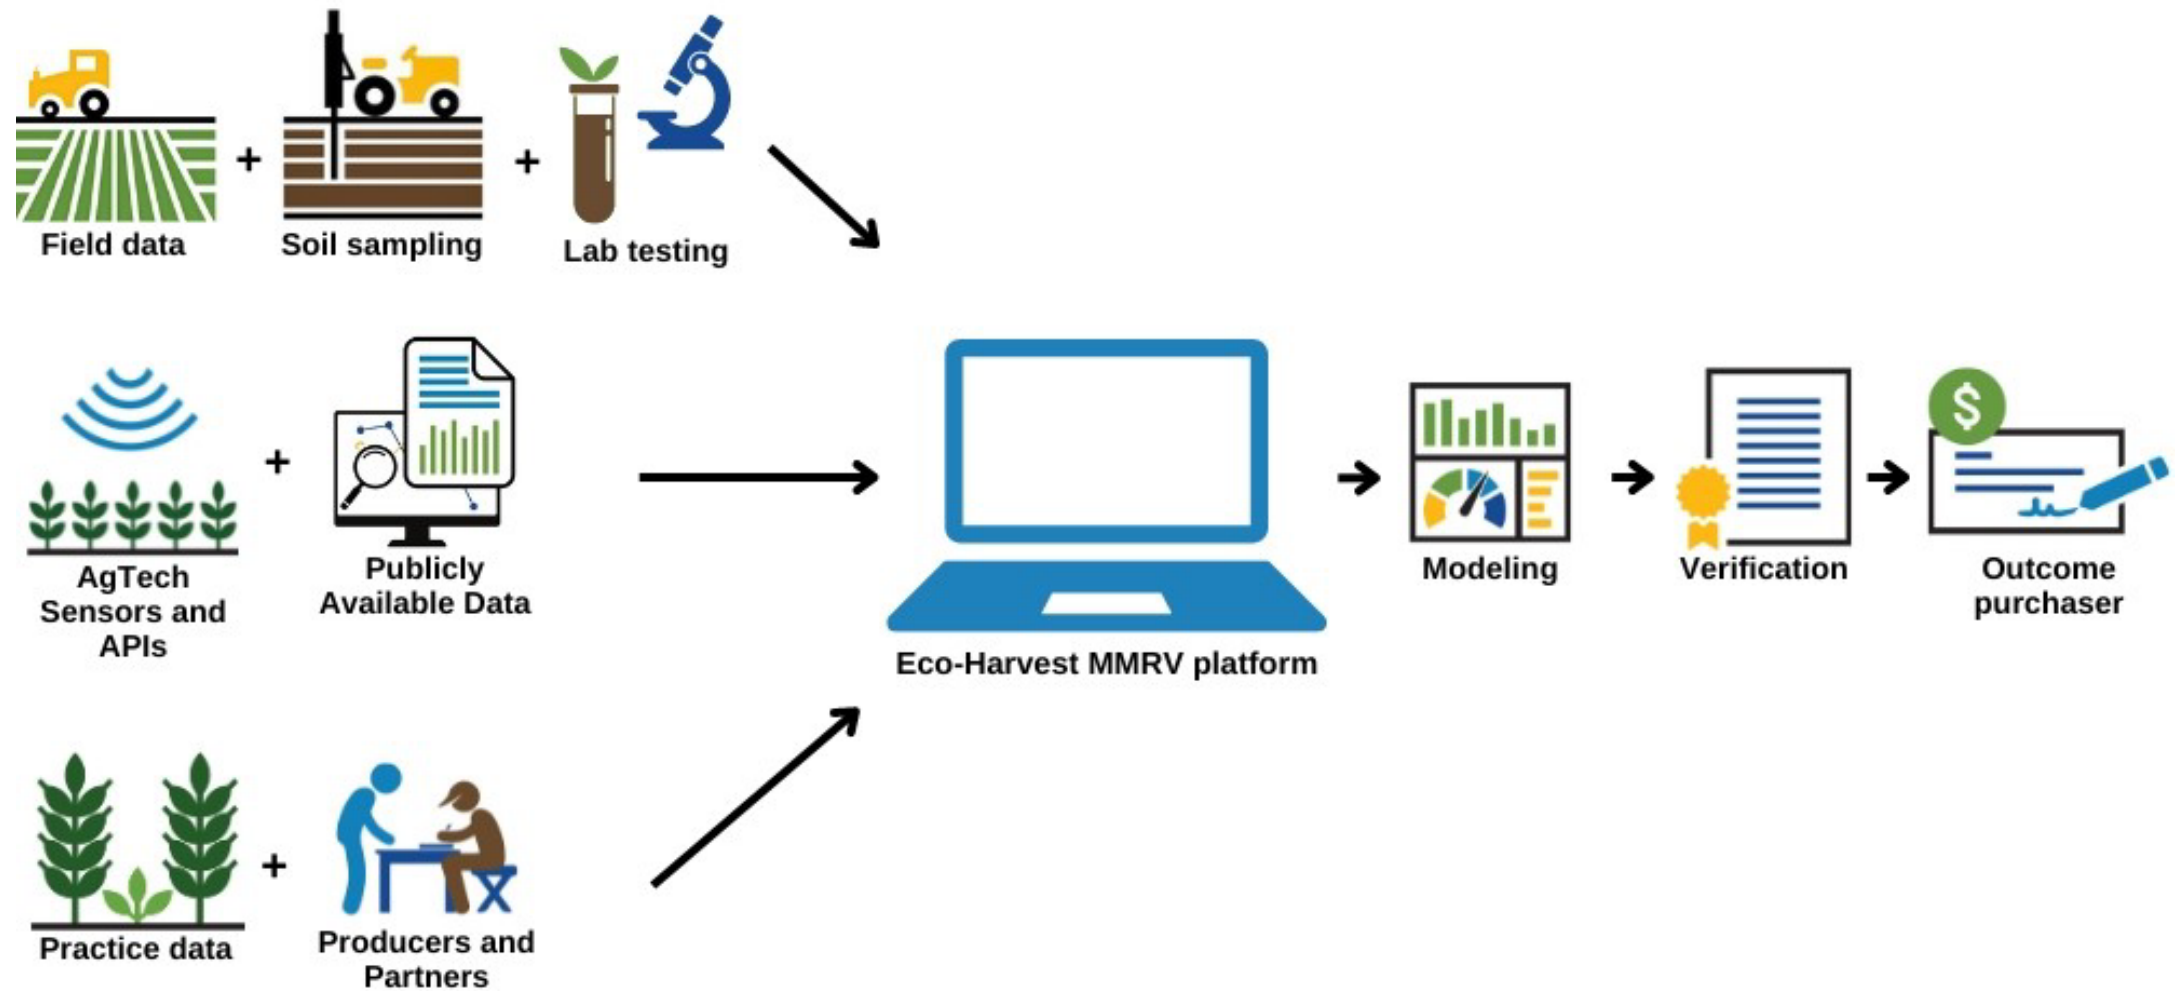 +
+
Field data
Soil sampling
Lab testing
+
AgTech
Sensors and
APIs
Publicly
Available Data
Eco-Harvest MMRV platform
Modeling
Verification
$
Outcome
purchaser
+
Practice data
Producers and
Partners